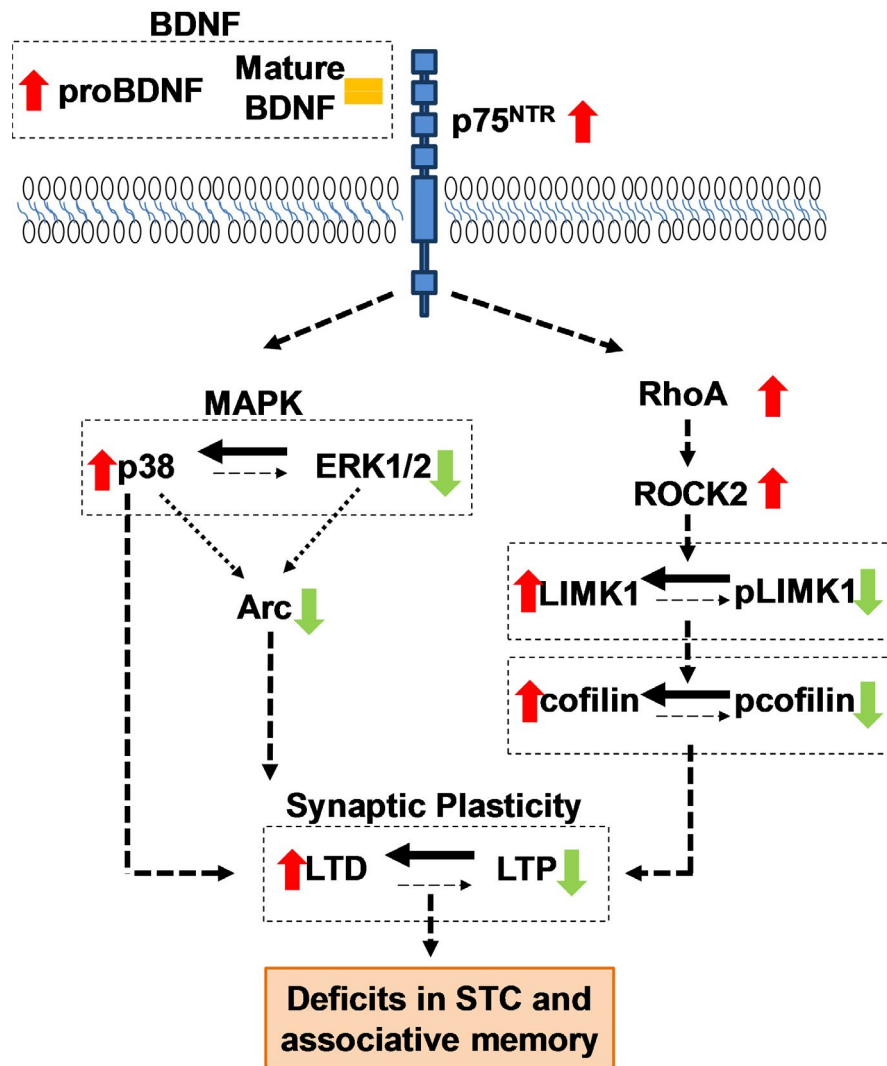 BDNF
proBDNF
Mature
BDNF
p75NTR
MAPK
p38
ERK1/2
RhoA
ROCK2
Arc
LIMK1
pLIMK1
cofilin
pcofilin
Synaptic Plasticity
LTD
LTP
Deficits in STC and
associative memory